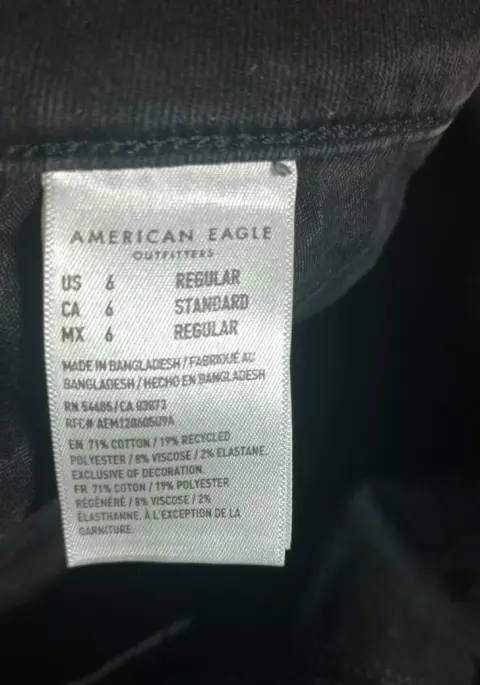 AMERICAN EAGLE
OUTFITTERS
US 6 REGULAR
CA 6 STANDARD
MX 6 REGULAR
MADE IN BANGLADESH / FABRIQUÉ AU
BANGLADESH / HECHO EN BANGLADESH
RN 54485/CA 03873
RFC# AEM12060509A
EN 71% COTTON / 19% RECYCLED
POLYESTER / 8% VISCOSE / 2% ELASTANE.
EXCLUSIVE OF DECORATION.
FR 71% COTON / 19% POLYESTER
RÉGÉNÉRÉ / 8% VISCOSE / 2%
ÉLASTHANNE. À L'EXCEPTION DE LA
GARNITURE.